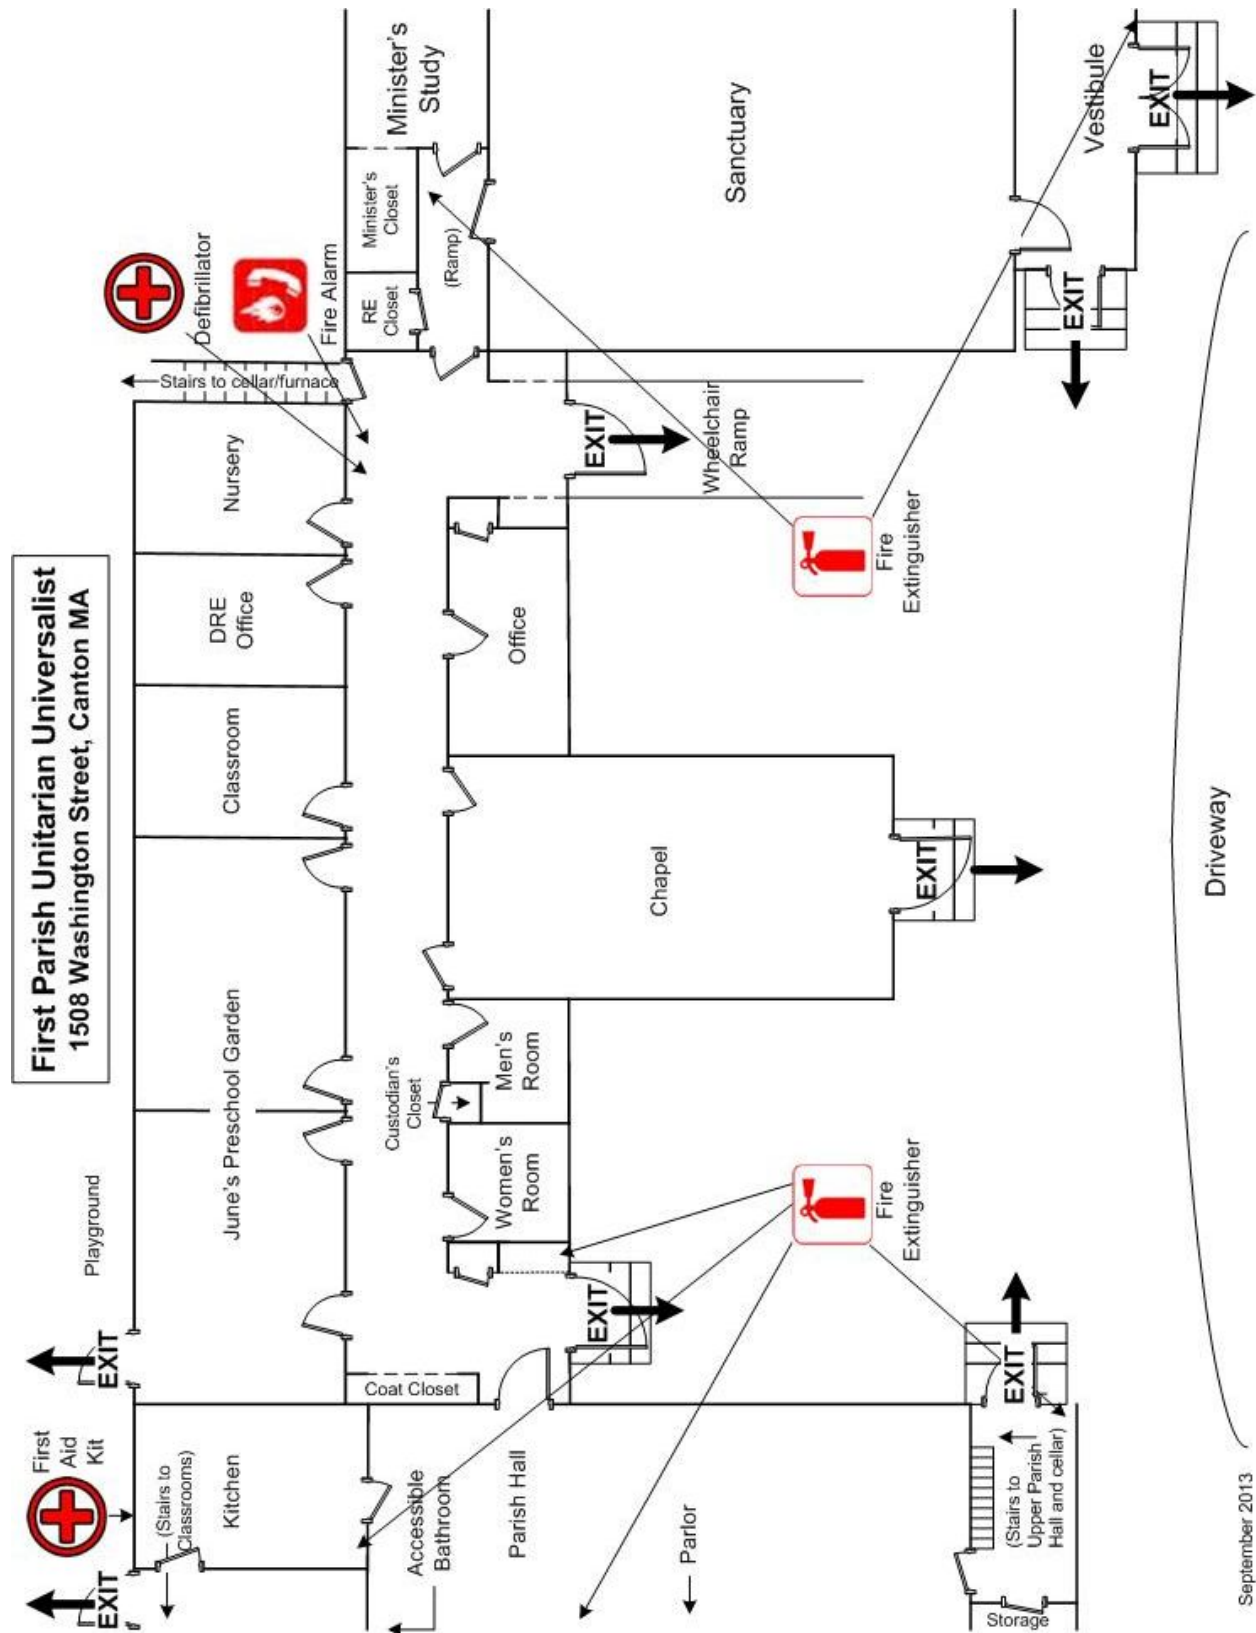 First Parish Unitarian Universalist
1508 Washington Street, Canton MA
First
Aid
Kit
EXIT
EXIT
Playground
(Stairs to
Classrooms)
Kitchen
June's Preschool Garden
Classroom
DRE
Office
Nursery
Stairs to cellar/furnace
Defibrillator
Fire Alarm
RE
Closet
Minister's
Closet
Minister's
Study
(Ramp)
Coat Closet
Custodian's
Closet
Accessible
Bathroom
Parish Hall
Parlor
Women's
Room
Men's
Room
Chapel
Office
Sanctuary
EXIT
EXIT
Wheelchair
Ramp
Fire
Extinguisher
Fire
Extinguisher
EXIT
EXIT
EXIT
Vestibule
EXIT
(Stairs to
Upper Parish
Hall and cellar)
Storage
Driveway
September 2013